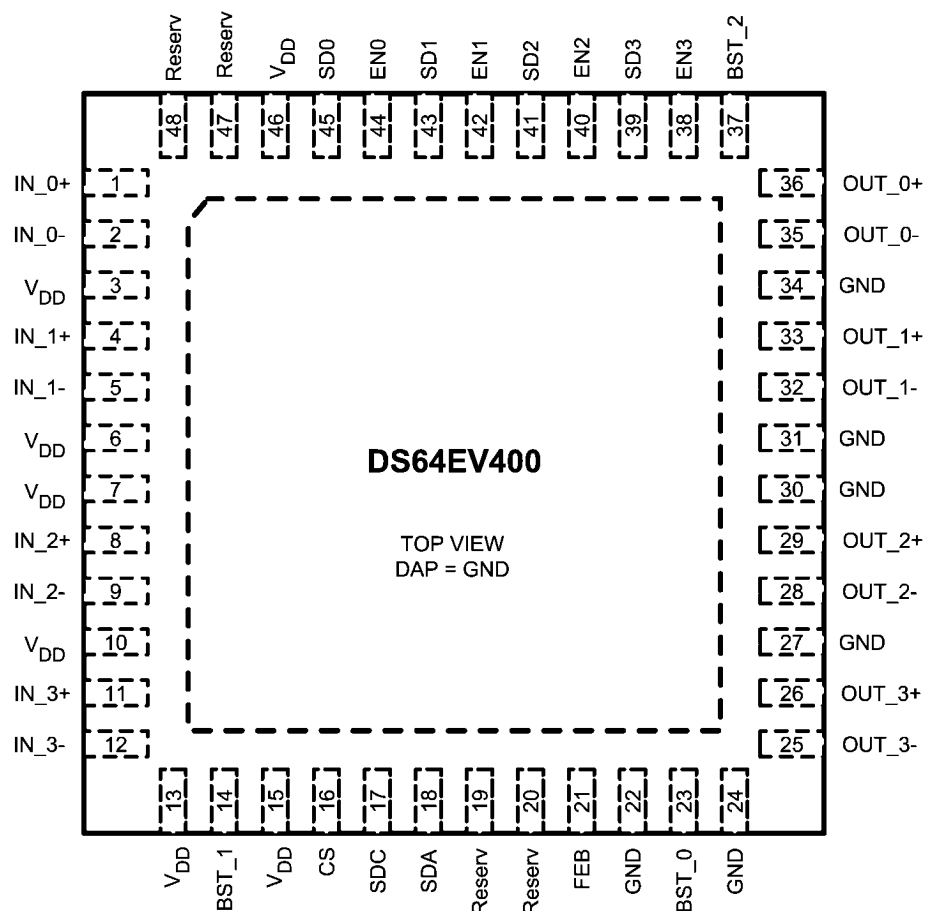 Reserv
Reserv
VDD
SD0
EN0
SD1
EN1
SD2
EN2
SD3
EN3
BST_2
48
47
46
45
44
43
42
41
40
39
38
37
IN_0+ 1 36 OUT_0+
IN_0- 2 35 OUT_0-
VDD 3 34 GND
IN_1+ 4 33 OUT_1+
IN_1- 5 32 OUT_1-
VDD 6 31 GND
DS64EV400
VDD 7 30 GND
IN_2+ 8 29 OUT_2+
TOP VIEW
DAP = GND
IN_2- 9 28 OUT_2-
VDD 10 27 GND
IN_3+ 11 26 OUT_3+
IN_3- 12 25 OUT_3-
13
14
15
16
17
18
19
20
21
22
23
24
VDD
BST_1
VDD
CS
SDC
SDA
Reserv
Reserv
FEB
GND
BST_0
GND